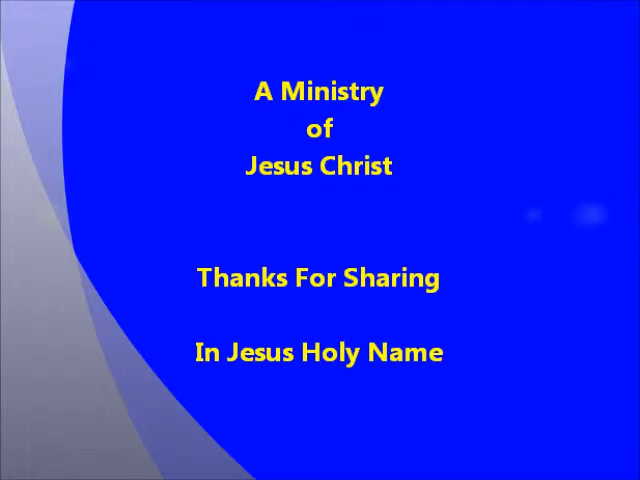 A Ministry
of
Jesus Christ
Thanks For Sharing
In Jesus Holy Name